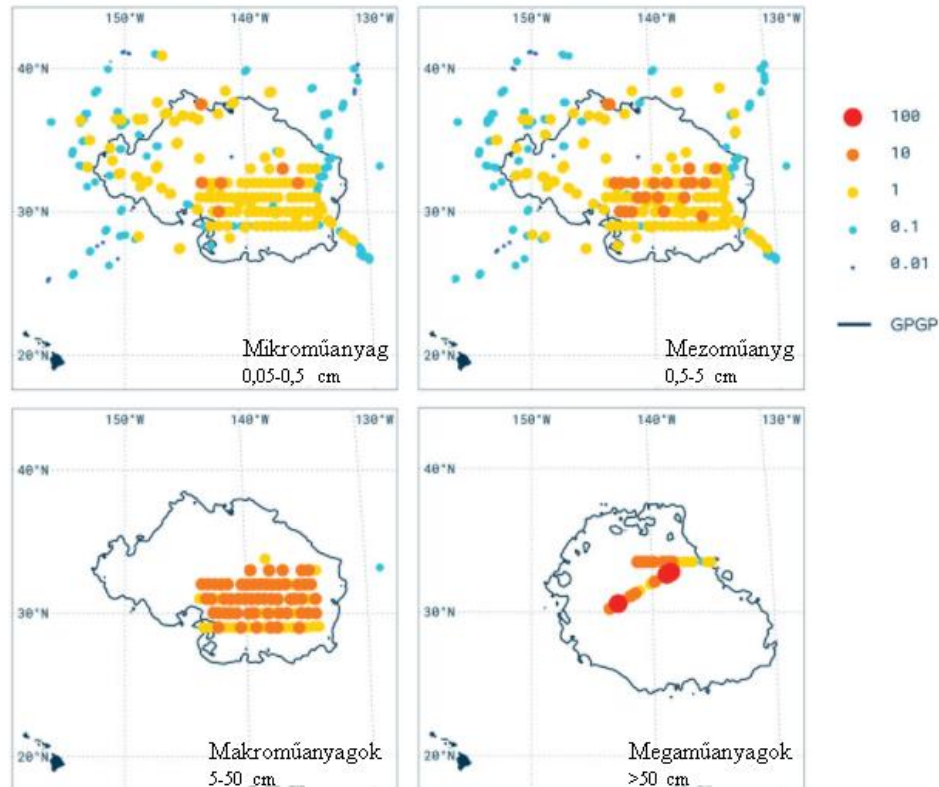 150°W 140°W 130°W
40°N
30°N
20°N
Mikroműanyag
0,05-0,5 cm
150°W 140°W 130°W
40°N
30°N
20°N
Mezoműanyg
0,5-5 cm
100
10
1
0.1
0.01
GPGP
150°W 140°W 130°W
40°N
30°N
20°N
Makroműanyagok
5-50 cm
150°W 140°W 130°W
40°N
30°N
20°N
Megaműanyagok
>50 cm